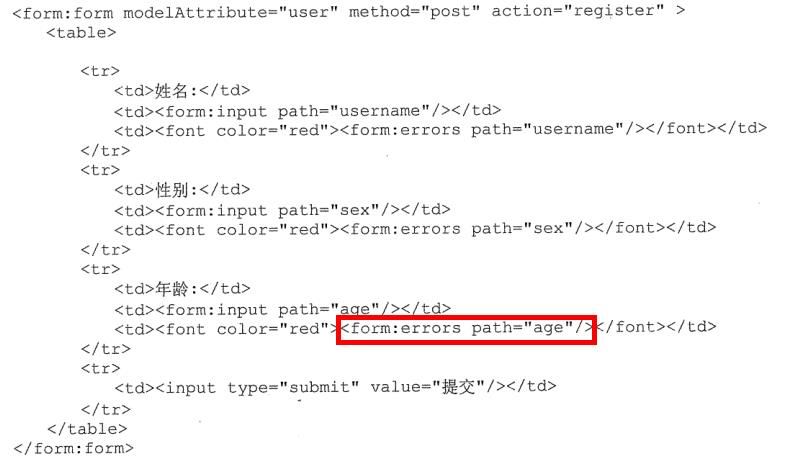 <form:form modelAttribute="user" method="post" action="register" >
<table>
<tr>
<td>姓名:</td>
<td><form:input path="username"/></td>
<td><font color="red"><form:errors path="username"/></font></td>
</tr>
<tr>
<td>性别:</td>
<td><form:input path="sex"/></td>
<td><font color="red"><form:errors path="sex"/></font></td>
</tr>
<tr>
<td>年龄:</td>
<td><form:input path="age"/></td>
<td><font color="red"><form:errors path="age"/></font></td>
</tr>
<tr>
<td><input type="submit" value="提交"/></td>
</tr>
</table>
</form:form>